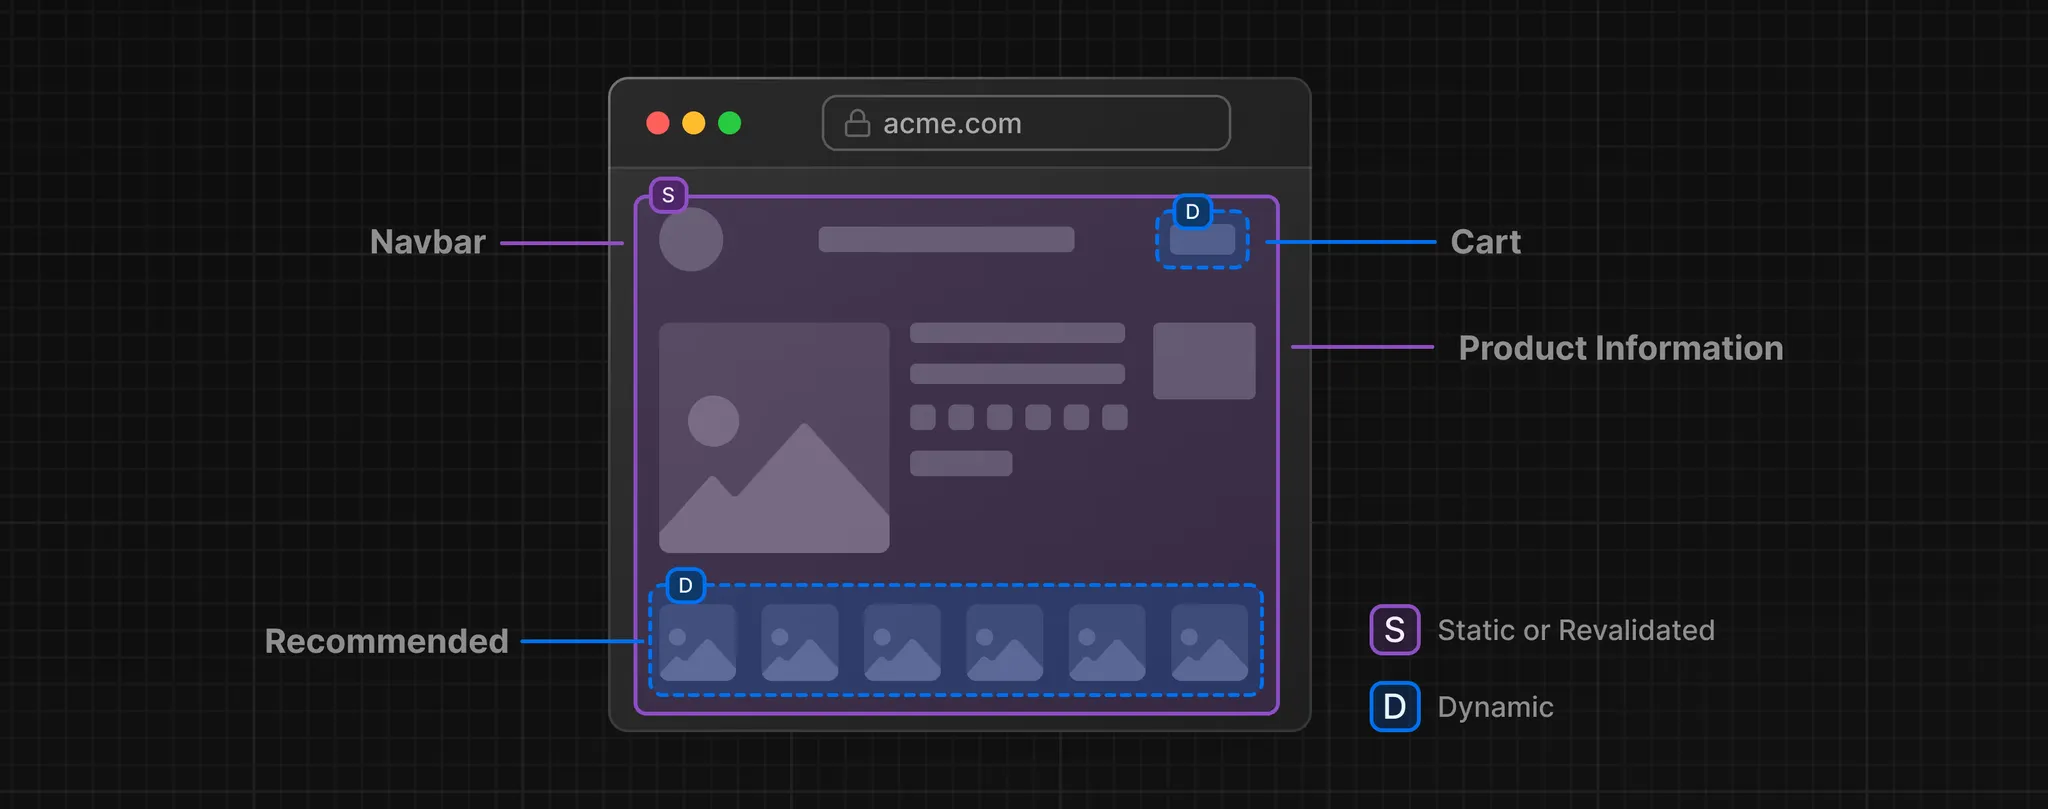 acme.com
S
D
Navbar
Cart
Product Information
D
Recommended
S Static or Revalidated
D Dynamic